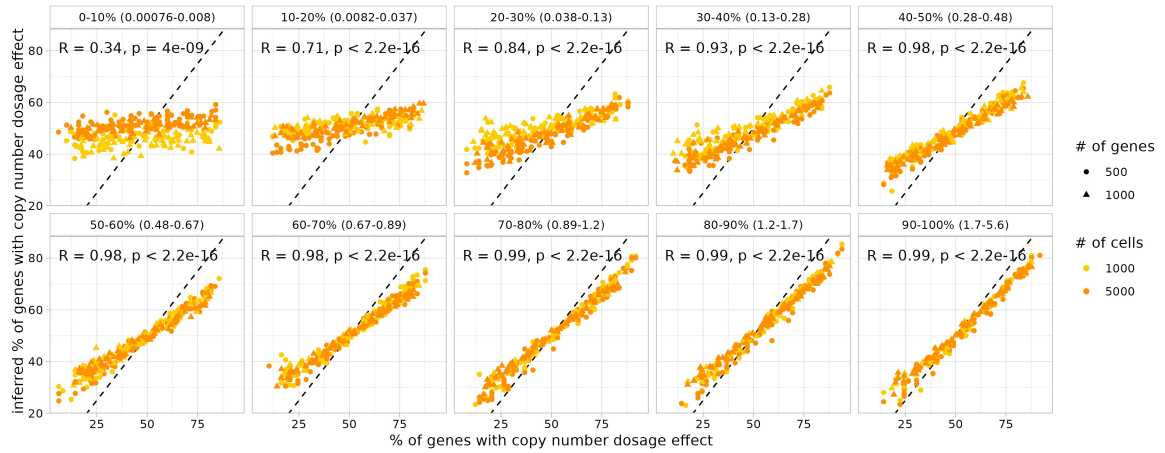 0-10% (0.00076-0.008)
10-20% (0.0082-0.037)
20-30% (0.038-0.13)
30-40% (0.13-0.28)
40-50% (0.28-0.48)
R = 0.34, p = 4e-09
R = 0.71, p < 2.2e-16
R = 0.84, p < 2.2e-16
R = 0.93, p < 2.2e-16
R = 0.98, p < 2.2e-16
80
60
40
20
50-60% (0.48-0.67)
60-70% (0.67-0.89)
70-80% (0.89-1.2)
80-90% (1.2-1.7)
90-100% (1.7-5.6)
R = 0.98, p < 2.2e-16
R = 0.98, p < 2.2e-16
R = 0.99, p < 2.2e-16
R = 0.99, p < 2.2e-16
R = 0.99, p < 2.2e-16
80
60
40
20
25 50 75
25 50 75
25 50 75
25 50 75
25 50 75
% of genes with copy number dosage effect
inferred % of genes with copy number dosage effect
# of genes
500
1000
# of cells
1000
5000